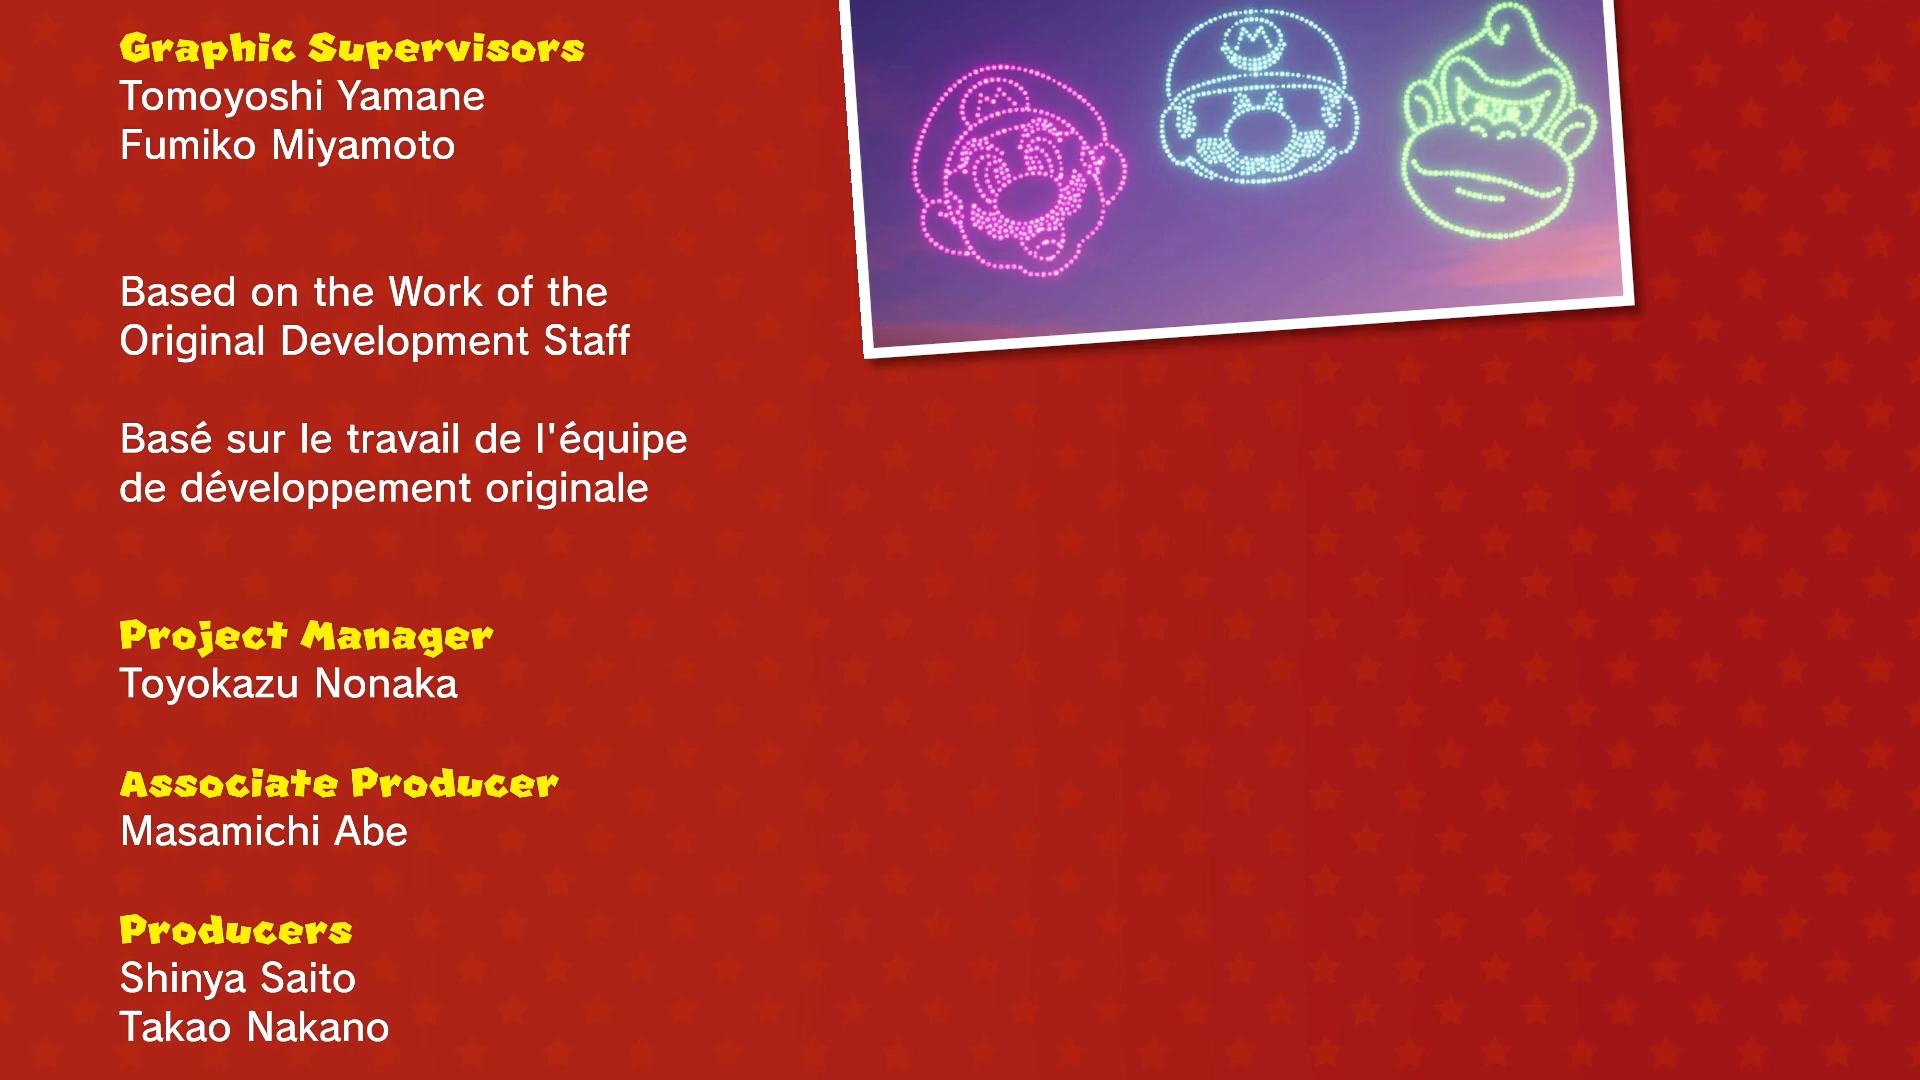 Graphic Supervisors
Tomoyoshi Yamane
Fumiko Miyamoto
Based on the Work of the
Original Development Staff
Basé sur le travail de l'équipe
de développement originale
Project Manager
Toyokazu Nonaka
Associate Producer
Masamichi Abe
Producers
Shinya Saito
Takao Nakano
M